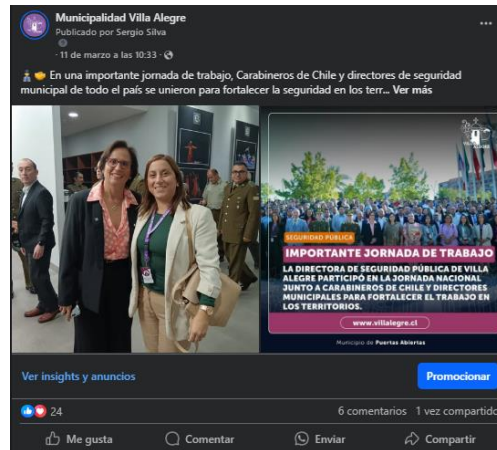 Municipalidad Villa Alegre
Publicado por Sergio Silva
· 11 de marzo a las 10:33 ·
En una importante jornada de trabajo, Carabineros de Chile y directores de seguridad
municipal de todo el país se unieron para fortalecer la seguridad en los terr... Ver más
SEGURIDAD PÚBLICA
IMPORTANTE JORNADA DE TRABAJO
LA DIRECTORA DE SEGURIDAD PÚBLICA DE VILLA
ALEGRE PARTICIPÓ EN LA JORNADA NACIONAL
JUNTO A CARABINEROS DE CHILE Y DIRECTORES
MUNICIPALES PARA FORTALECER EL TRABAJO EN
LOS TERRITORIOS.
www.villalegre.cl
Municipio de Puertas Abiertas
Ver insights y anuncios
Promocionar
24
6 comentarios 1 vez compartido
Me gusta
Comentar
Enviar
Compartir